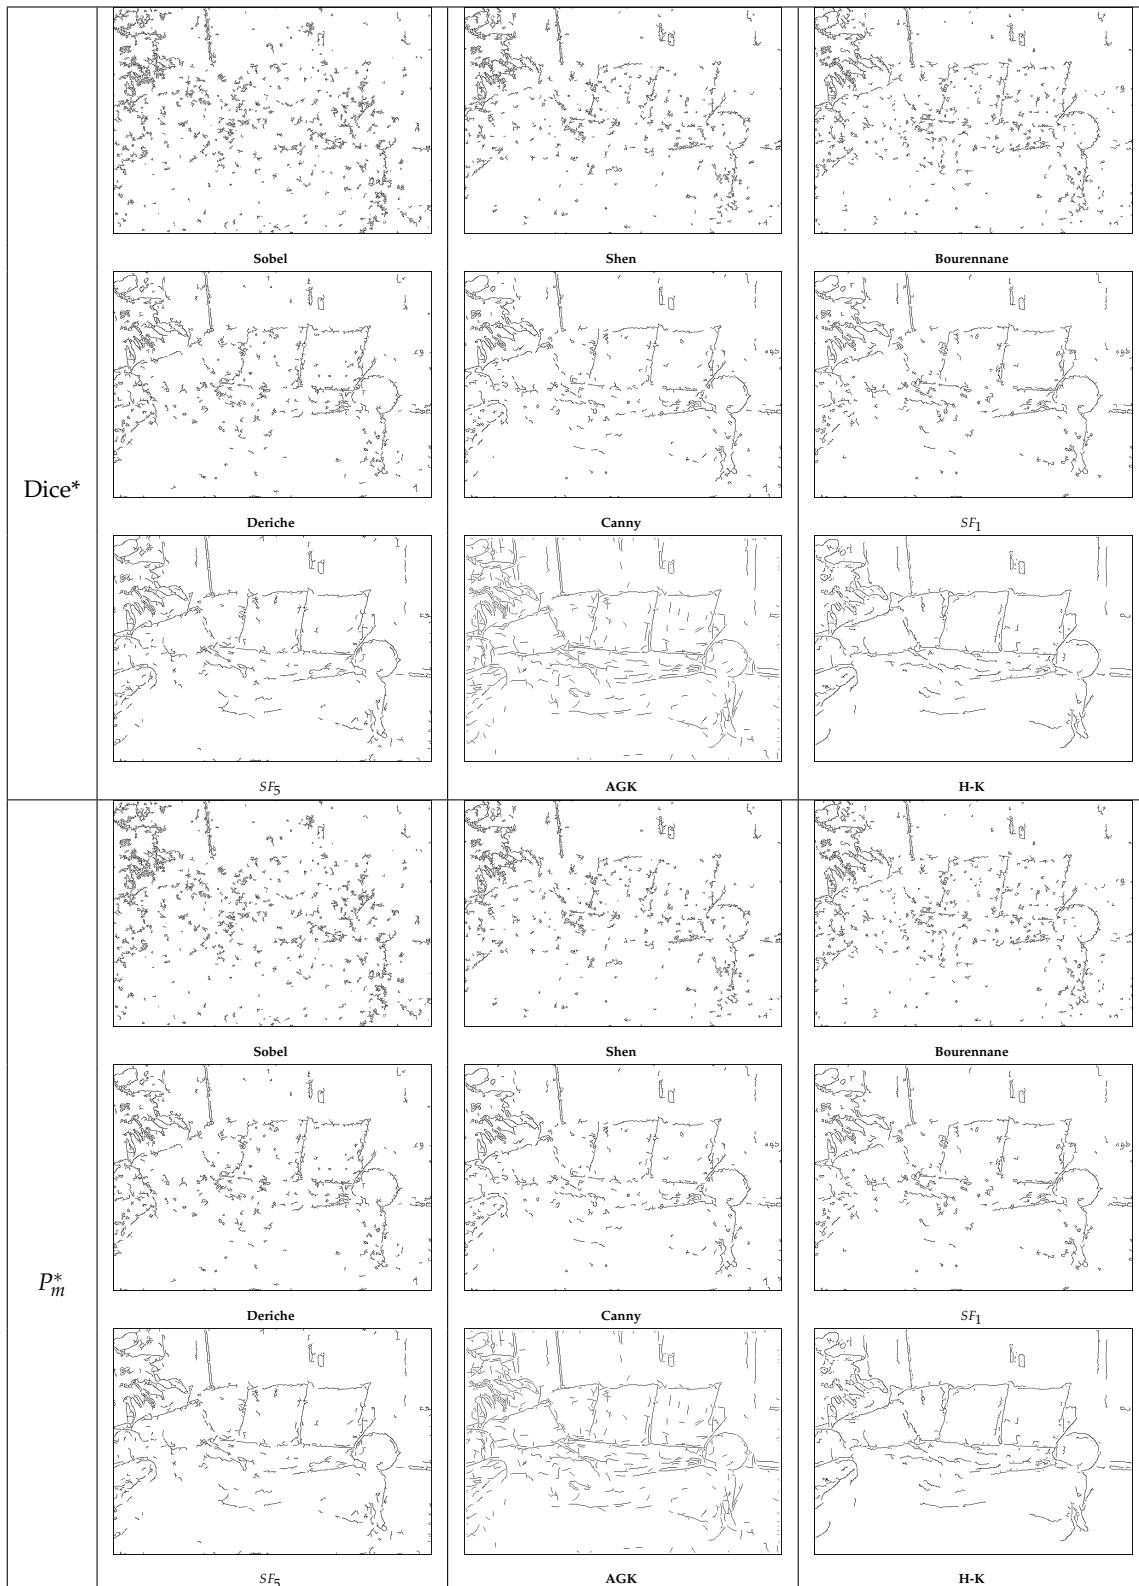 Sobel Shen Bourennane
Deriche Canny SF1
Dice*
SF5 AGK H-K
Sobel Shen Bourennane
Deriche Canny SF1
P*m
SF5 AGK H-K